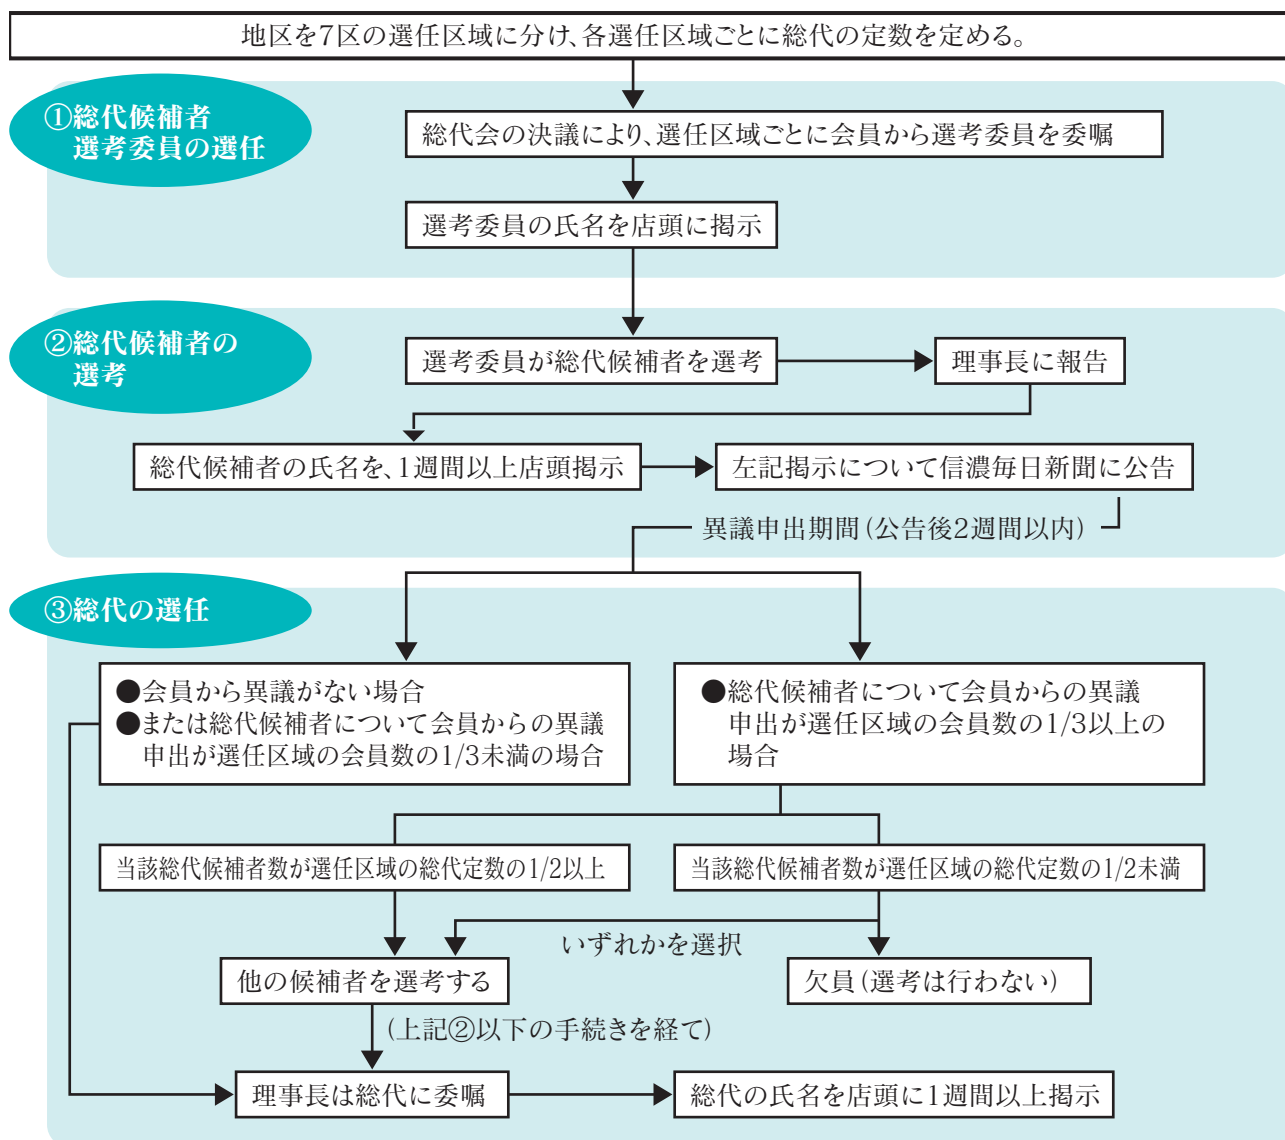 地区を7区の選任区域に分け、各選任区域ごとに総代の定数を定める。
①総代候補者
選考委員の選任
総代会の決議により、選任区域ごとに会員から選考委員を委嘱
選考委員の氏名を店頭に掲示
②総代候補者の
選考
選考委員が総代候補者を選考
理事長に報告
総代候補者の氏名を、1週間以上店頭掲示
左記掲示について信濃毎日新聞に公告
異議申出期間(公告後2週間以内)
③総代の選任
●会員から異議がない場合
●または総代候補者について会員からの異議
申出が選任区域の会員数の1/3未満の場合
●総代候補者について会員からの異議
申出が選任区域の会員数の1/3以上の
場合
当該総代候補者数が選任区域の総代定数の1/2以上
当該総代候補者数が選任区域の総代定数の1/2未満
いずれかを選択
他の候補者を選考する
欠員(選考は行わない)
(上記②以下の手続きを経て)
理事長は総代に委嘱
総代の氏名を店頭に1週間以上掲示